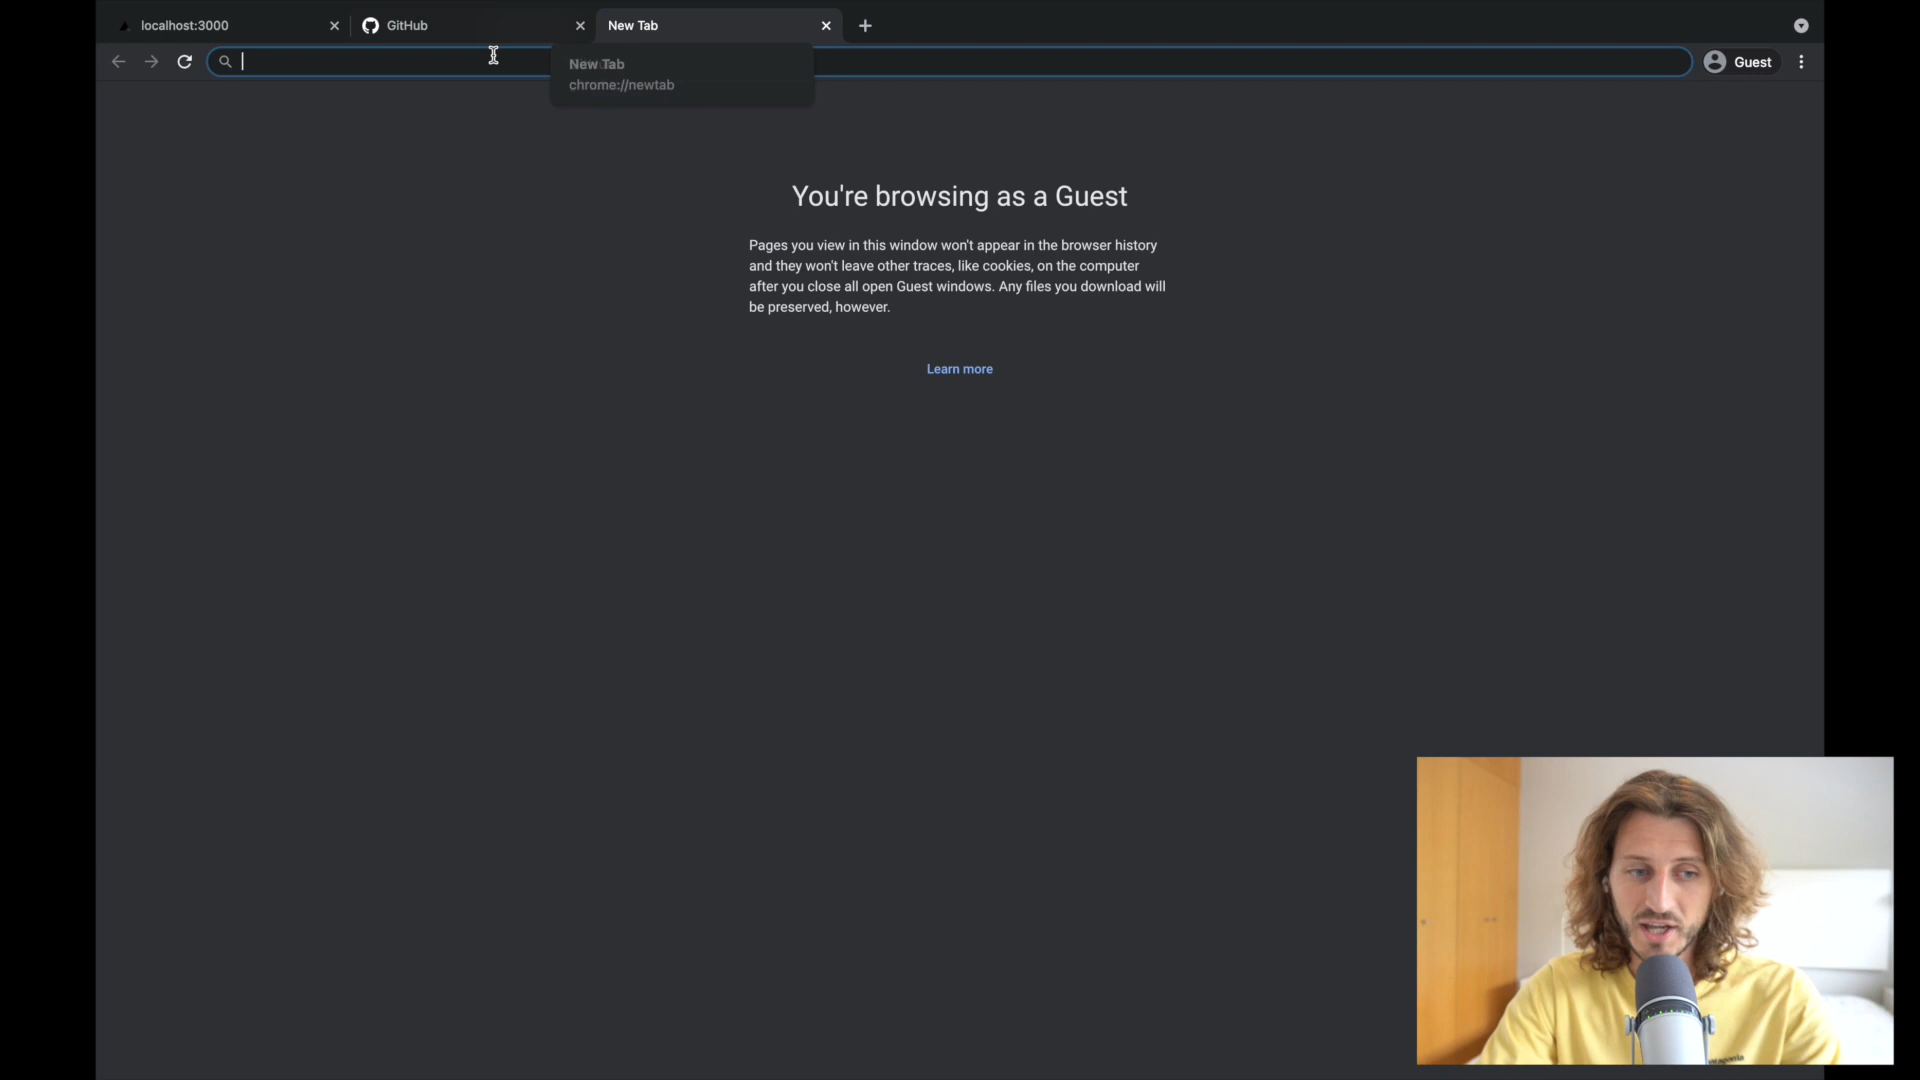 localhost:3000
GitHub
New Tab
Guest
New Tab
chrome://newtab
You're browsing as a Guest
Pages you view in this window won't appear in the browser history
and they won't leave other traces, like cookies, on the computer
after you close all open Guest windows. Any files you download will
be preserved, however.
Learn more
patagonia